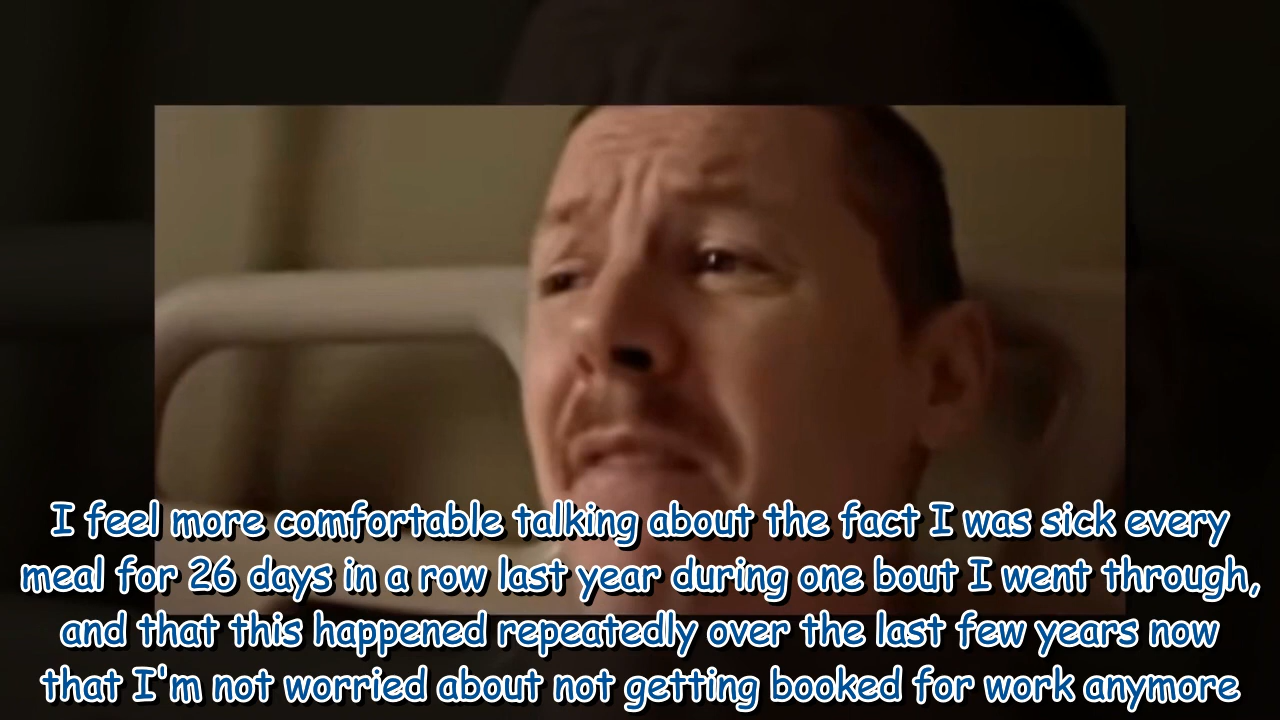 I feel more comfortable talking about the fact I was sick every
meal for 26 days in a row last year during one bout I went through,
and that this happened repeatedly over the last few years now
that I'm not worried about not getting booked for work anymore